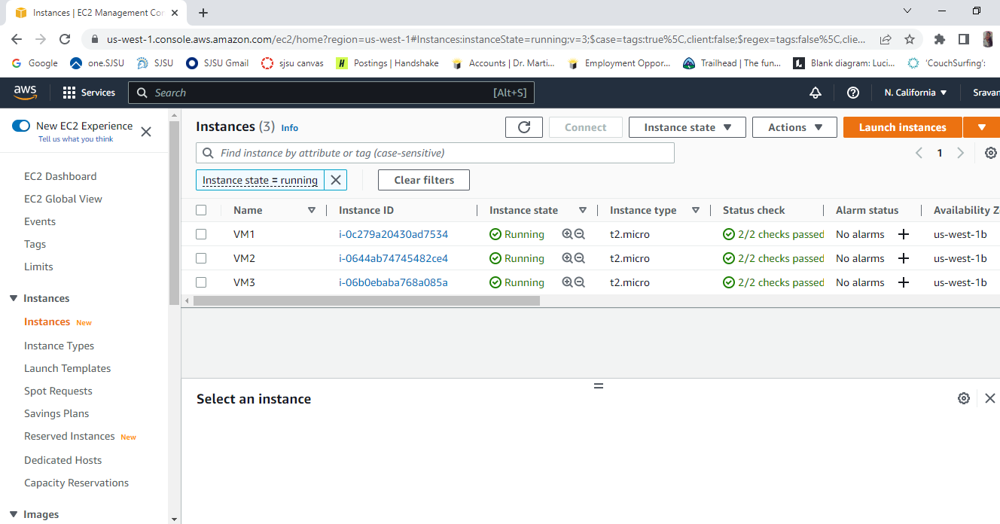 Instances | EC2 Management Con
us-west-1.console.aws.amazon.com/ec2/home?region=us-west-1#Instances:instanceState=running;v=3;$case=tags:true%5C,client:false;$regex=tags:false%5C,clie...
Google one.SJSU SJSU SJSU Gmail sjsu canvas Postings | Handshake Accounts | Dr. Marti... Employment Oppor... Trailhead | The fun... Blank diagram: Luci... 'CouchSurfing':
aws Services Search [Alt+S] N. California Sravan
New EC2 Experience
Tell us what you think
EC2 Dashboard
EC2 Global View
Events
Tags
Limits
Instances
Instances New
Instance Types
Launch Templates
Spot Requests
Savings Plans
Reserved Instances New
Dedicated Hosts
Capacity Reservations
Images
Instances (3) Info Connect Instance state Actions Launch instances
Find instance by attribute or tag (case-sensitive) 1
Instance state = running Clear filters
Name Instance ID Instance state Instance type Status check Alarm status Availability Z
VM1 i-0c279a20430ad7534 Running t2.micro 2/2 checks passed No alarms us-west-1b
VM2 i-0644ab74745482ce4 Running t2.micro 2/2 checks passed No alarms us-west-1b
VM3 i-06b0ebaba768a085a Running t2.micro 2/2 checks passed No alarms us-west-1b
Select an instance